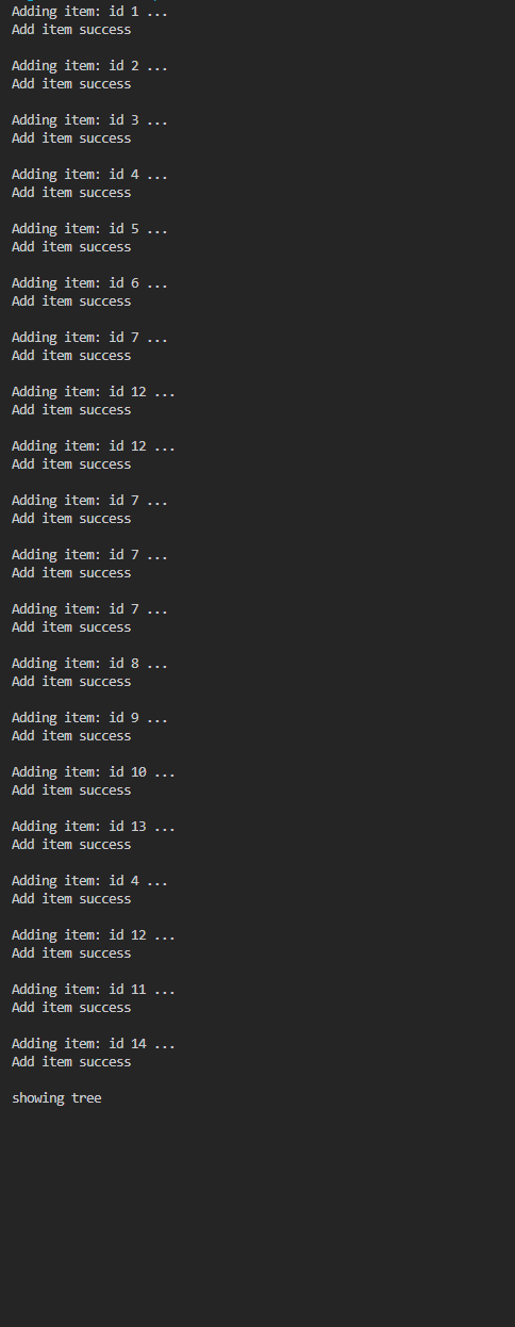 Adding item: id 1 ...
Add item success
Adding item: id 2 ...
Add item success
Adding item: id 3 ...
Add item success
Adding item: id 4 ...
Add item success
Adding item: id 5 ...
Add item success
Adding item: id 6 ...
Add item success
Adding item: id 7 ...
Add item success
Adding item: id 12 ...
Add item success
Adding item: id 12 ...
Add item success
Adding item: id 7 ...
Add item success
Adding item: id 7 ...
Add item success
Adding item: id 7 ...
Add item success
Adding item: id 8 ...
Add item success
Adding item: id 9 ...
Add item success
Adding item: id 10 ...
Add item success
Adding item: id 13 ...
Add item success
Adding item: id 4 ...
Add item success
Adding item: id 12 ...
Add item success
Adding item: id 11 ...
Add item success
Adding item: id 14 ...
Add item success
showing tree